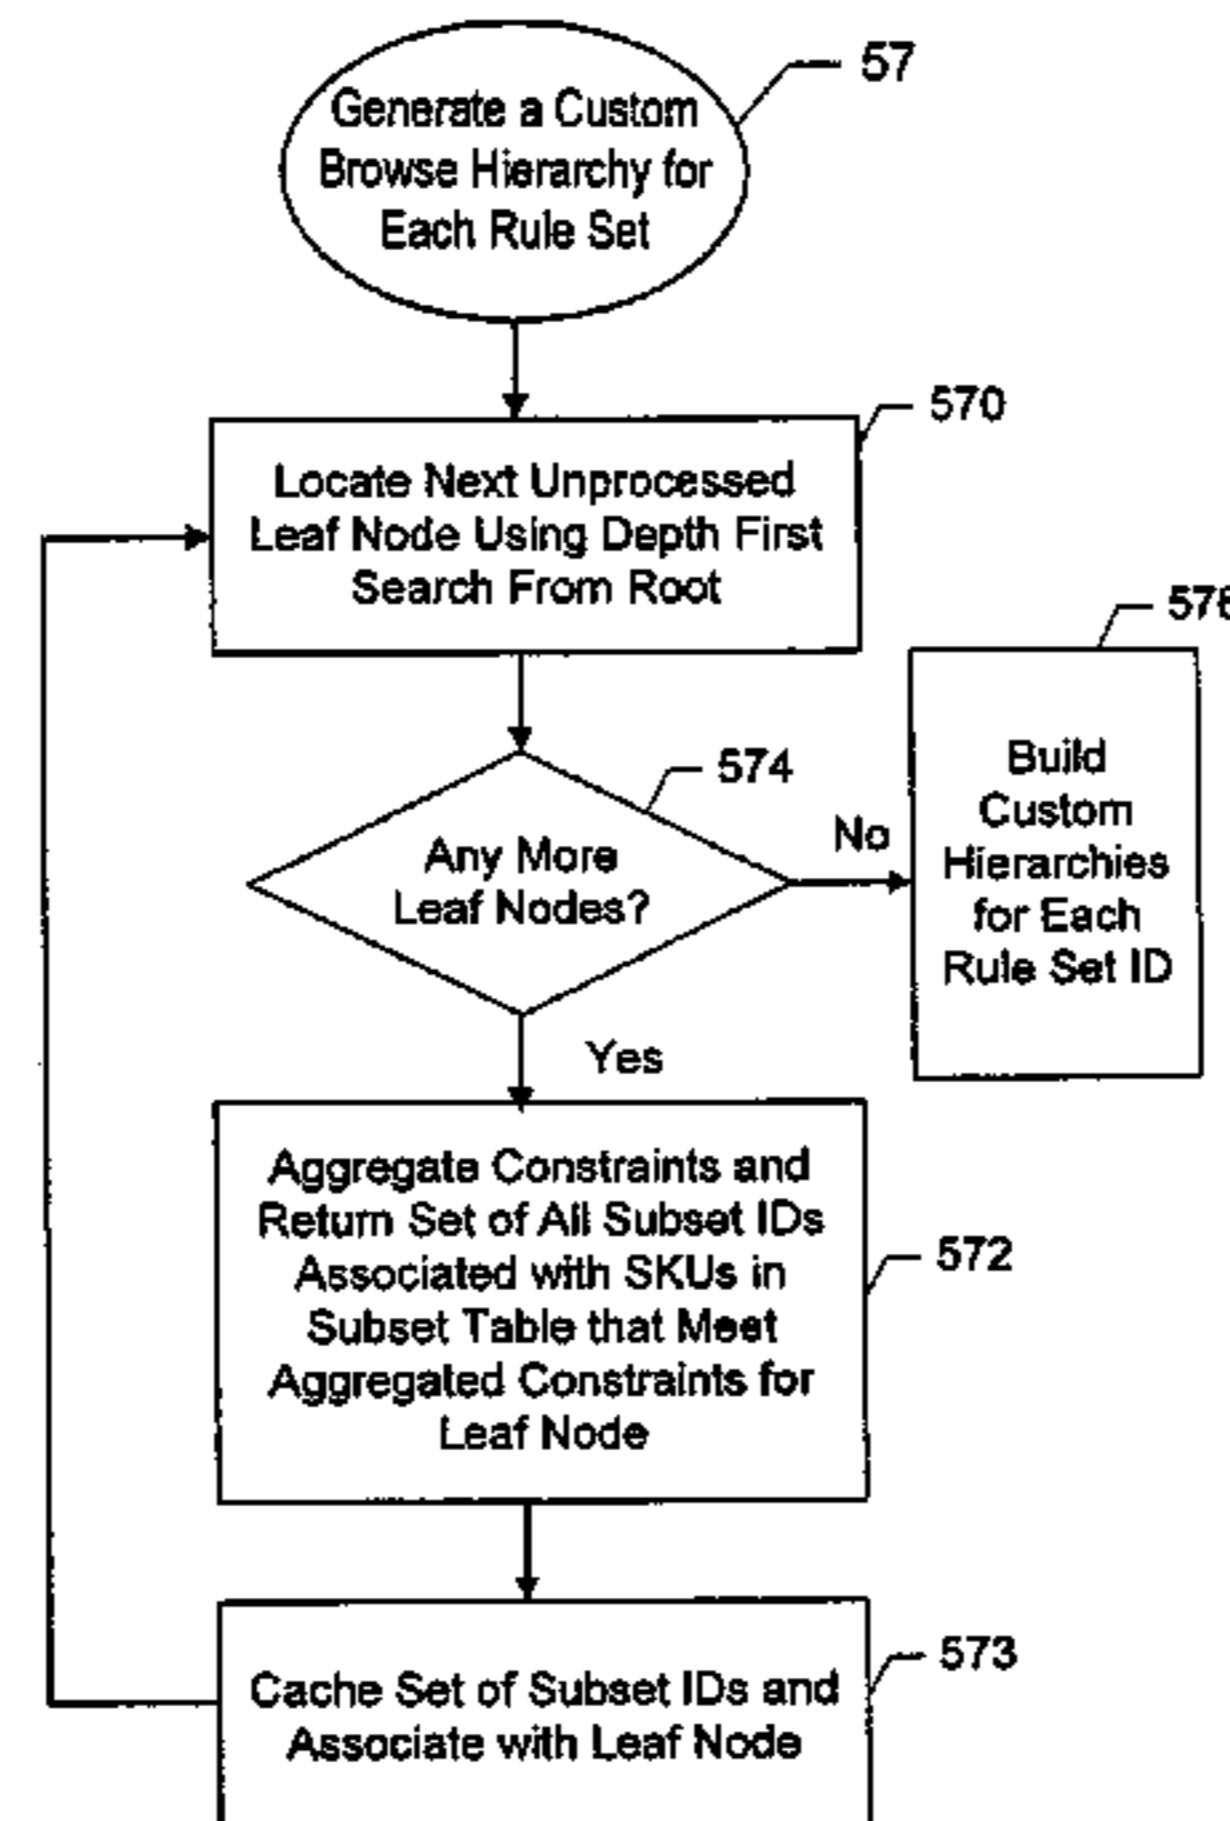 57
Generate a Custom
Browse Hierarchy for
Each Rule Set
570
Locate Next Unprocessed
Leaf Node Using Depth First
Search From Root
574
Any More
Leaf Nodes?
No
Build
Custom
Hierarchies
for Each
Rule Set ID
Yes
572
Aggregate Constraints and
Return Set of All Subset IDs
Associated with SKUs in
Subset Table that Meet
Aggregated Constraints for
Leaf Node
573
Cache Set of Subset IDs and
Associate with Leaf Node